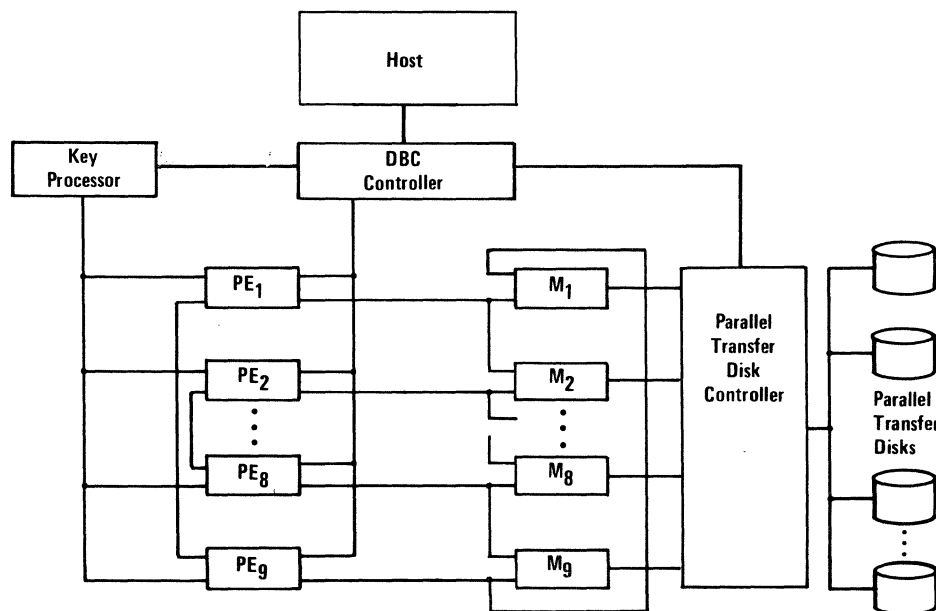 Host
Key
Processor
DBC
Controller
PE1
M1
Parallel
Transfer
Disk
Controller
PE2
M2
Parallel
Transfer
Disks
PE8
M8
PE9
M9